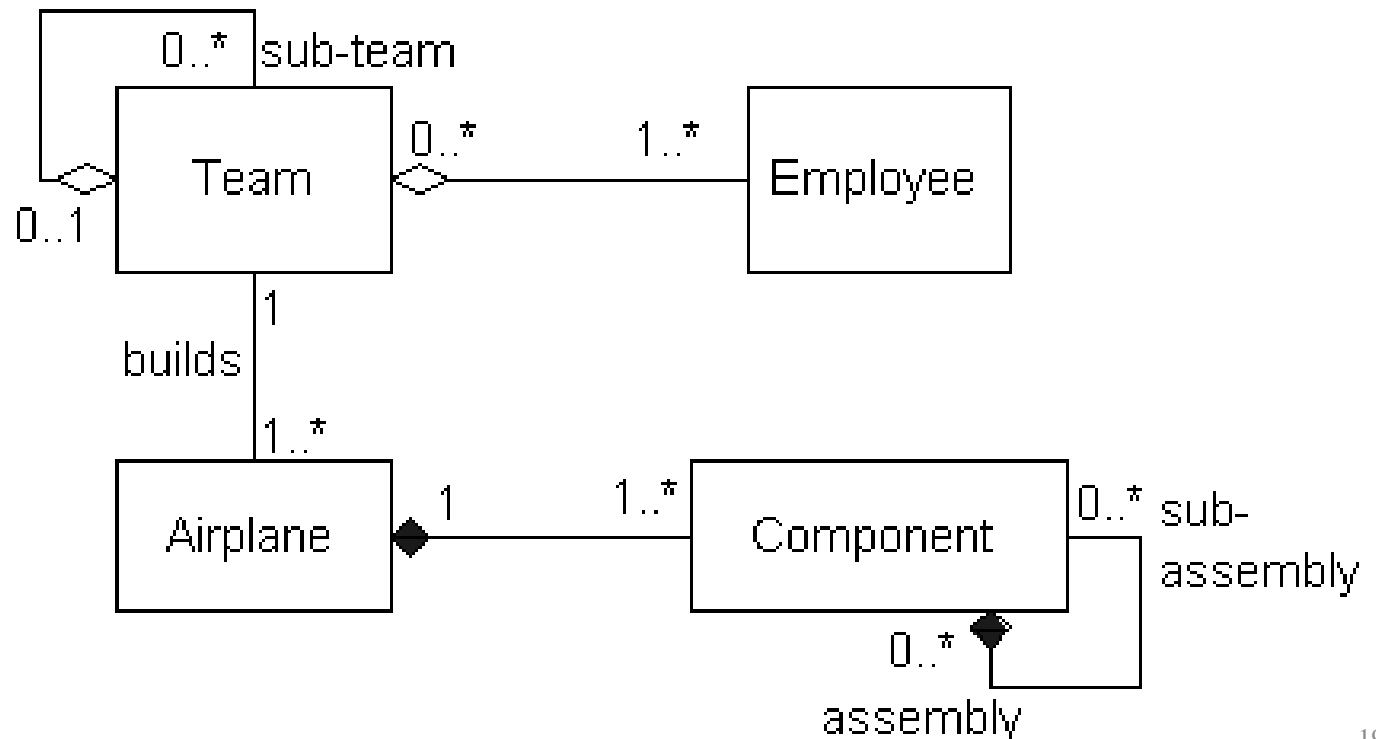 0..* sub-team
Team
0..1
0..*
1..*
Employee
1
builds
1..*
Airplane
1
1..*
Component
0..*
sub-
assembly
0..*
assembly